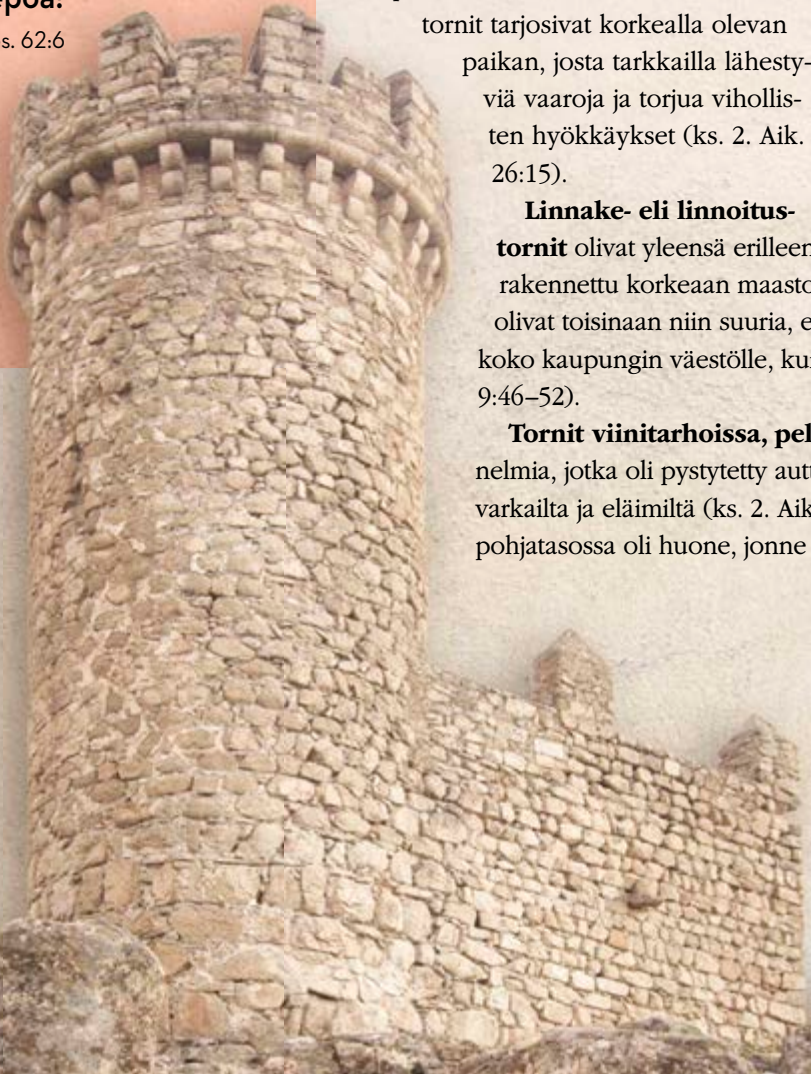 s. 62:6
tornit tarjosivat korkealla olevan
paikan, josta tarkkailla lähesty-
viä vaaroja ja torjua vihollis-
ten hyökkäykset (ks. 2. Aik.
26:15).
Linnake- eli linnoitus-
tornit olivat yleensä erilleen
rakennettu korkeaan maasto
olivat toisinaan niin suuria, e
koko kaupungin väestölle, kui
9:46–52).
Tornit viinitarhoissa, pel
nelmia, jotka oli pystytetty autt
varkailta ja eläimiltä (ks. 2. Aik
pohjatasossa oli huone, jonne